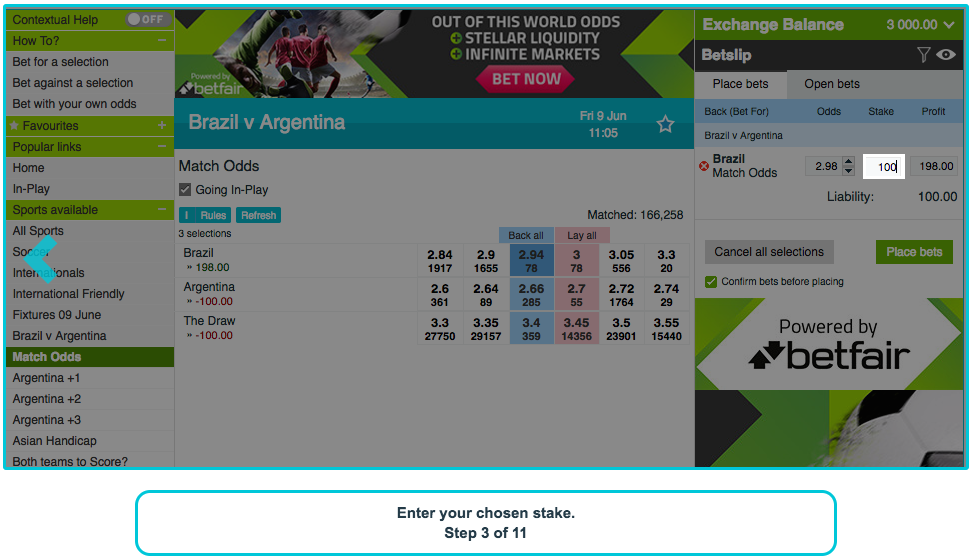 Contextual Help OFF
How To? −
Bet for a selection
Bet against a selection
Bet with your own odds
Favourites +
Popular links −
Home
In-Play
Sports available −
All Sports
Soccer
Internationals
International Friendly
Fixtures 09 June
Brazil v Argentina
Match Odds
Argentina +1
Argentina +2
Argentina +3
Asian Handicap
Both teams to Score?
OUT OF THIS WORLD ODDS
STELLAR LIQUIDITY
INFINITE MARKETS
BET NOW
Powered by
betfair
Brazil v Argentina
Fri 9 Jun
11:05
Match Odds
Going In-Play
i Rules Refresh
Matched: 166,258
3 selections
Back all Lay all
Brazil 2.84 2.9 2.94 3 3.05 3.3
» 198.00 1917 1655 78 78 556 20
Argentina 2.6 2.64 2.66 2.7 2.72 2.74
» -100.00 361 89 285 55 1764 29
The Draw 3.3 3.35 3.4 3.45 3.5 3.55
» -100.00 27750 29157 359 14356 23901 15440
Exchange Balance 3 000.00
Betslip
Place bets Open bets
Back (Bet For) Odds Stake Profit
Brazil v Argentina
Brazil
Match Odds 2.98 100 198.00
Liability: 100.00
Cancel all selections Place bets
Confirm bets before placing
Powered by
betfair
Enter your chosen stake.
Step 3 of 11